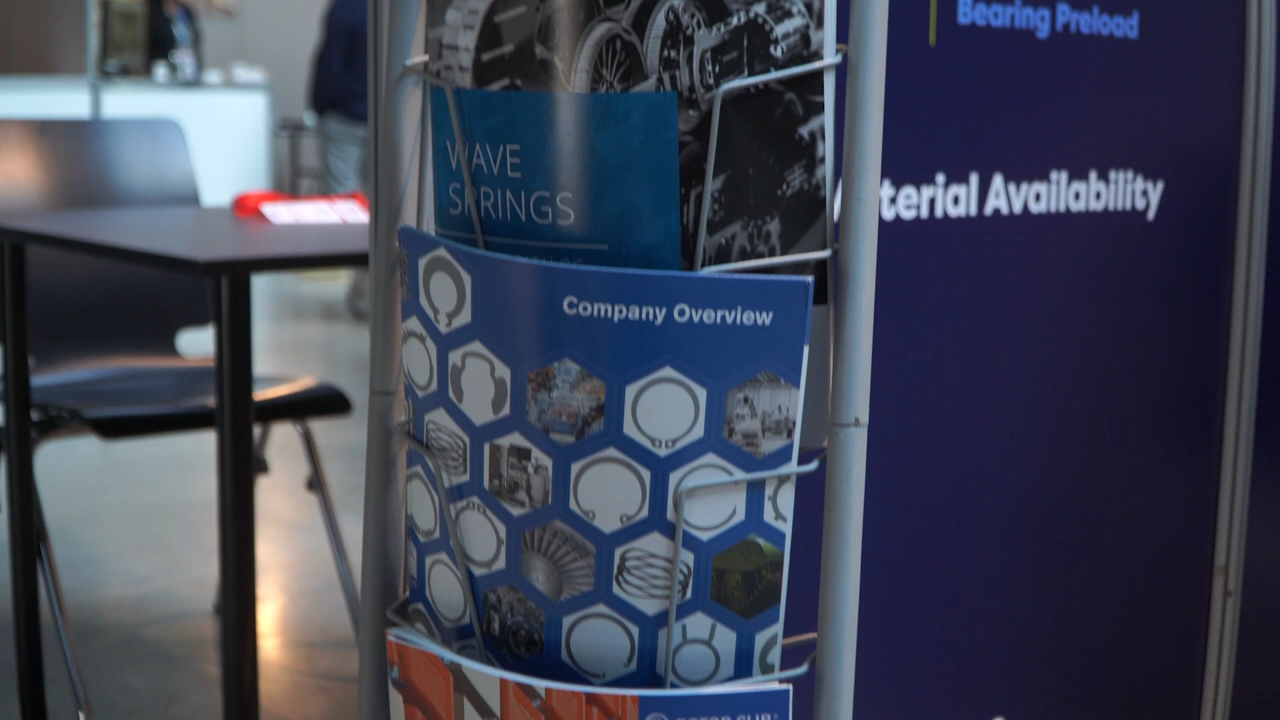 Bearing Preload
WAVE
SPRINGS
terial Availability
Company Overview